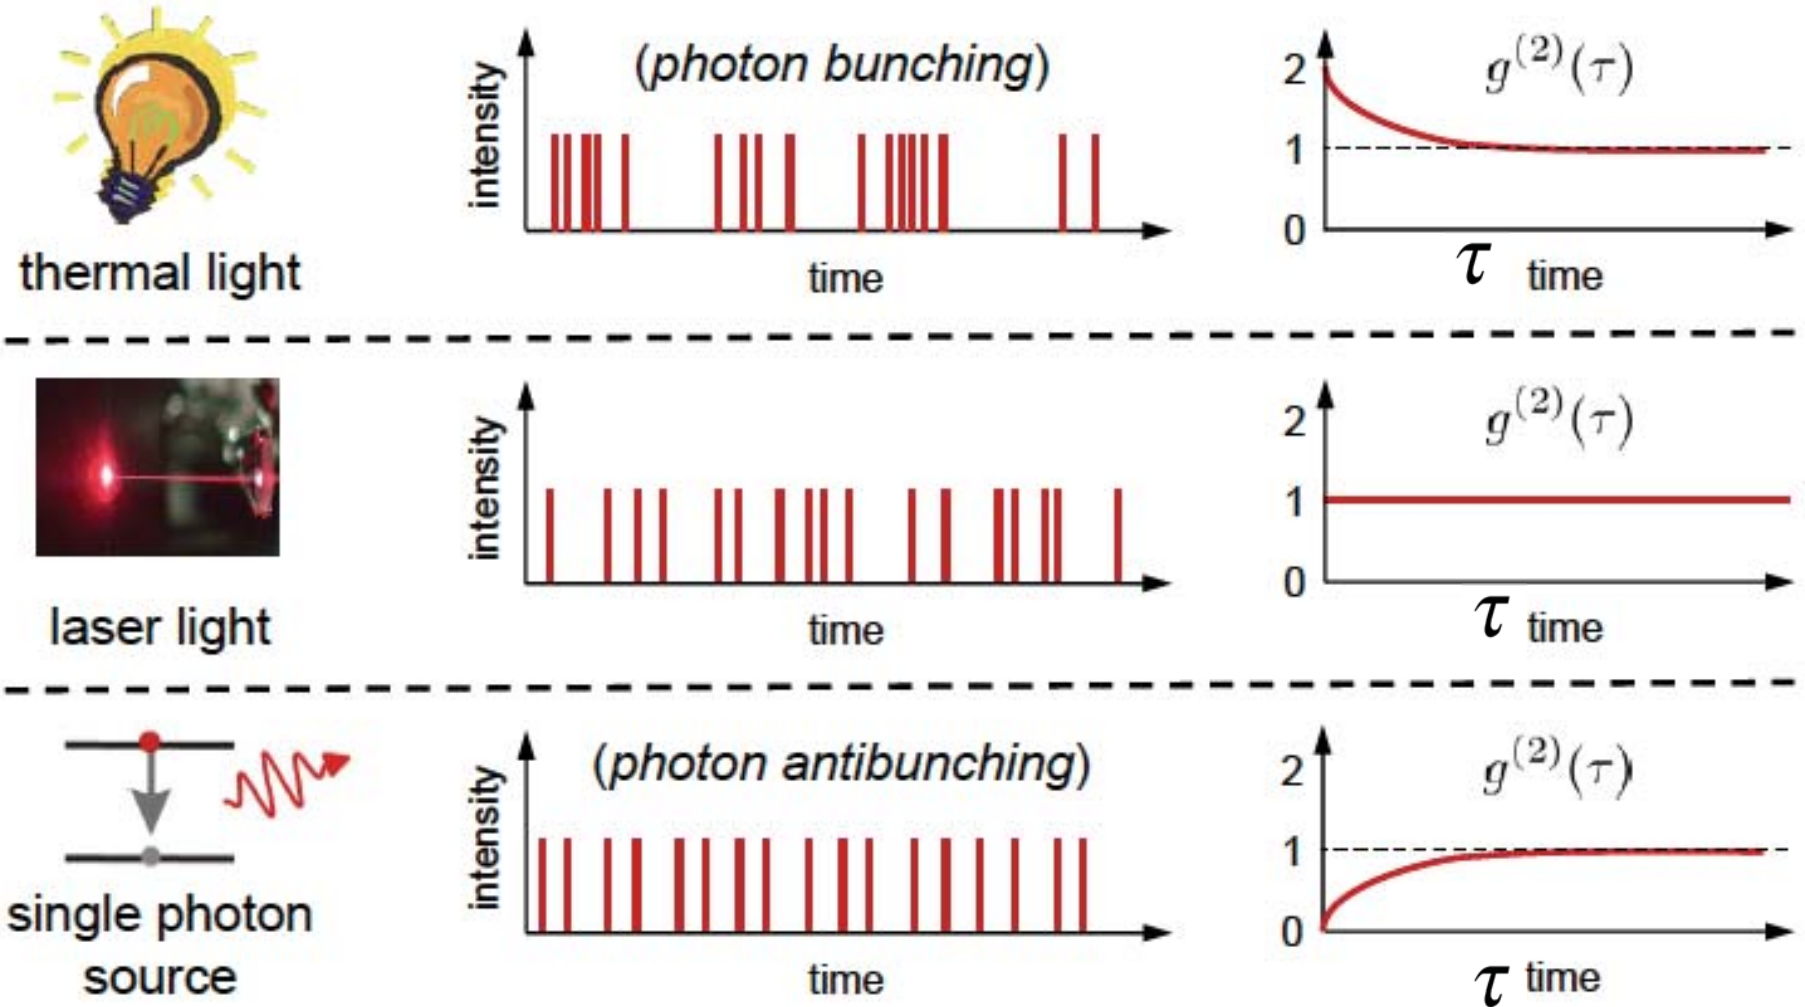 (photon bunching)
intensity
time
thermal light
2
1
0
g^{(2)}(τ)
τ time
intensity
time
laser light
2
1
0
g^{(2)}(τ)
τ time
(photon antibunching)
intensity
time
single photon
source
2
1
0
g^{(2)}(τ)
τ time